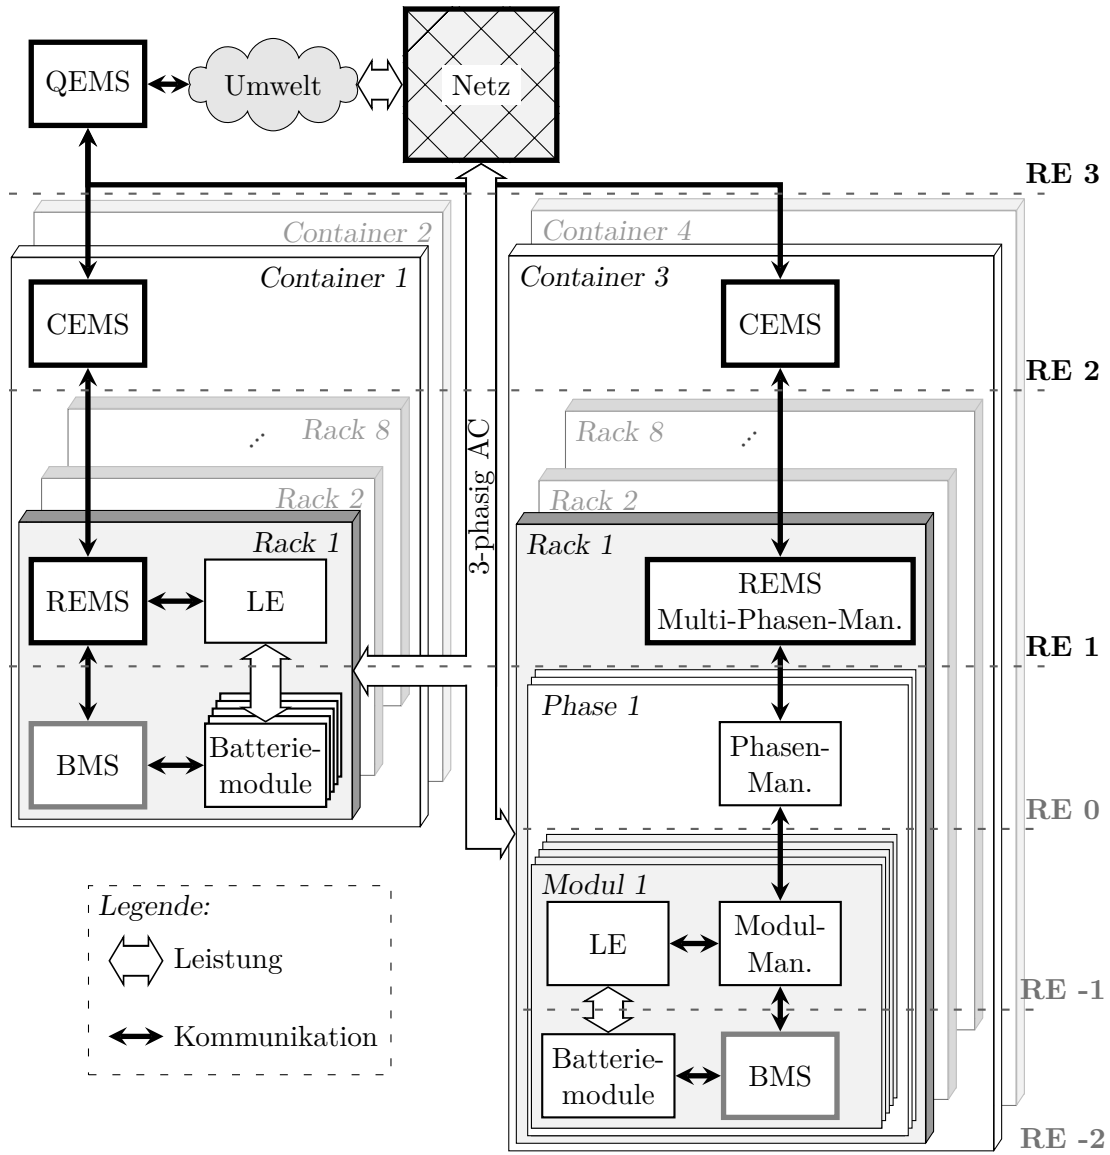 QEMS
Umwelt
Netz
RE 3
Container 2
Container 1
CEMS
Container 4
Container 3
CEMS
RE 2
Rack 8
Rack 2
Rack 1
REMS
LE
BMS
Batterie-
module
3-phasig AC
Rack 8
Rack 2
Rack 1
REMS
Multi-Phasen-Man.
RE 1
Phase 1
Phasen-
Man.
RE 0
Modul 1
LE
Modul-
Man.
RE -1
Batterie-
module
BMS
RE -2
Legende:
Leistung
Kommunikation